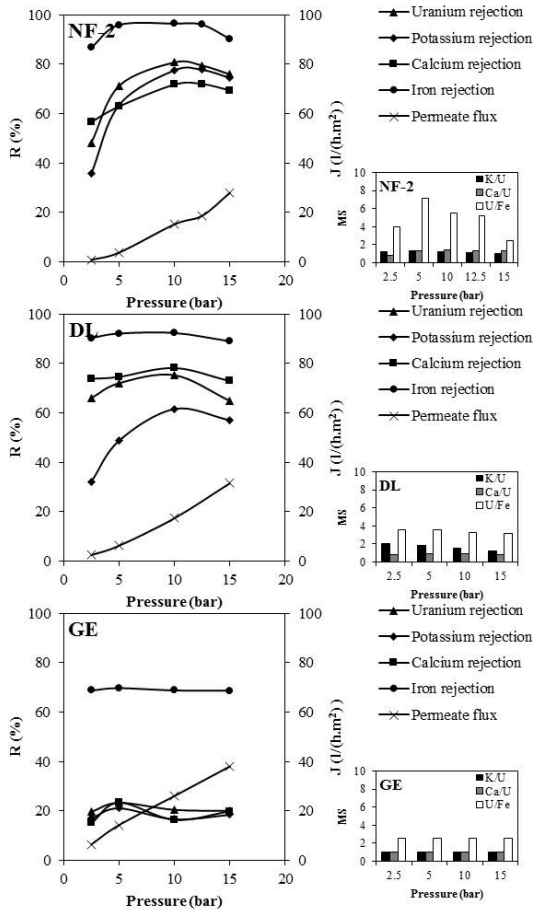 NF-2
R (%)
100
80
60
40
20
0
100
80
60
40
20
0
J (l/(h.m²) )
0 5 10 15 20
Pressure (bar)
Uranium rejection
Potassium rejection
Calcium rejection
Iron rejection
Permeate flux
NF-2
MS
10
8
6
4
2
0
K/U
Ca/U
U/Fe
2.5 5 10 12.5 15
Pressure (bar)
DL
R (%)
100
80
60
40
20
0
100
80
60
40
20
0
J (l/(h.m²) )
0 5 10 15 20
Pressure (bar)
Uranium rejection
Potassium rejection
Calcium rejection
Iron rejection
Permeate flux
DL
MS
10
8
6
4
2
0
K/U
Ca/U
U/Fe
2.5 5 10 15
Pressure (bar)
GE
R (%)
100
80
60
40
20
0
100
80
60
40
20
0
J (l/(h.m²) )
0 5 10 15 20
Pressure (bar)
Uranium rejection
Potassium rejection
Calcium rejection
Iron rejection
Permeate flux
GE
MS
10
8
6
4
2
0
K/U
Ca/U
U/Fe
2.5 5 10 15
Pressure (bar)